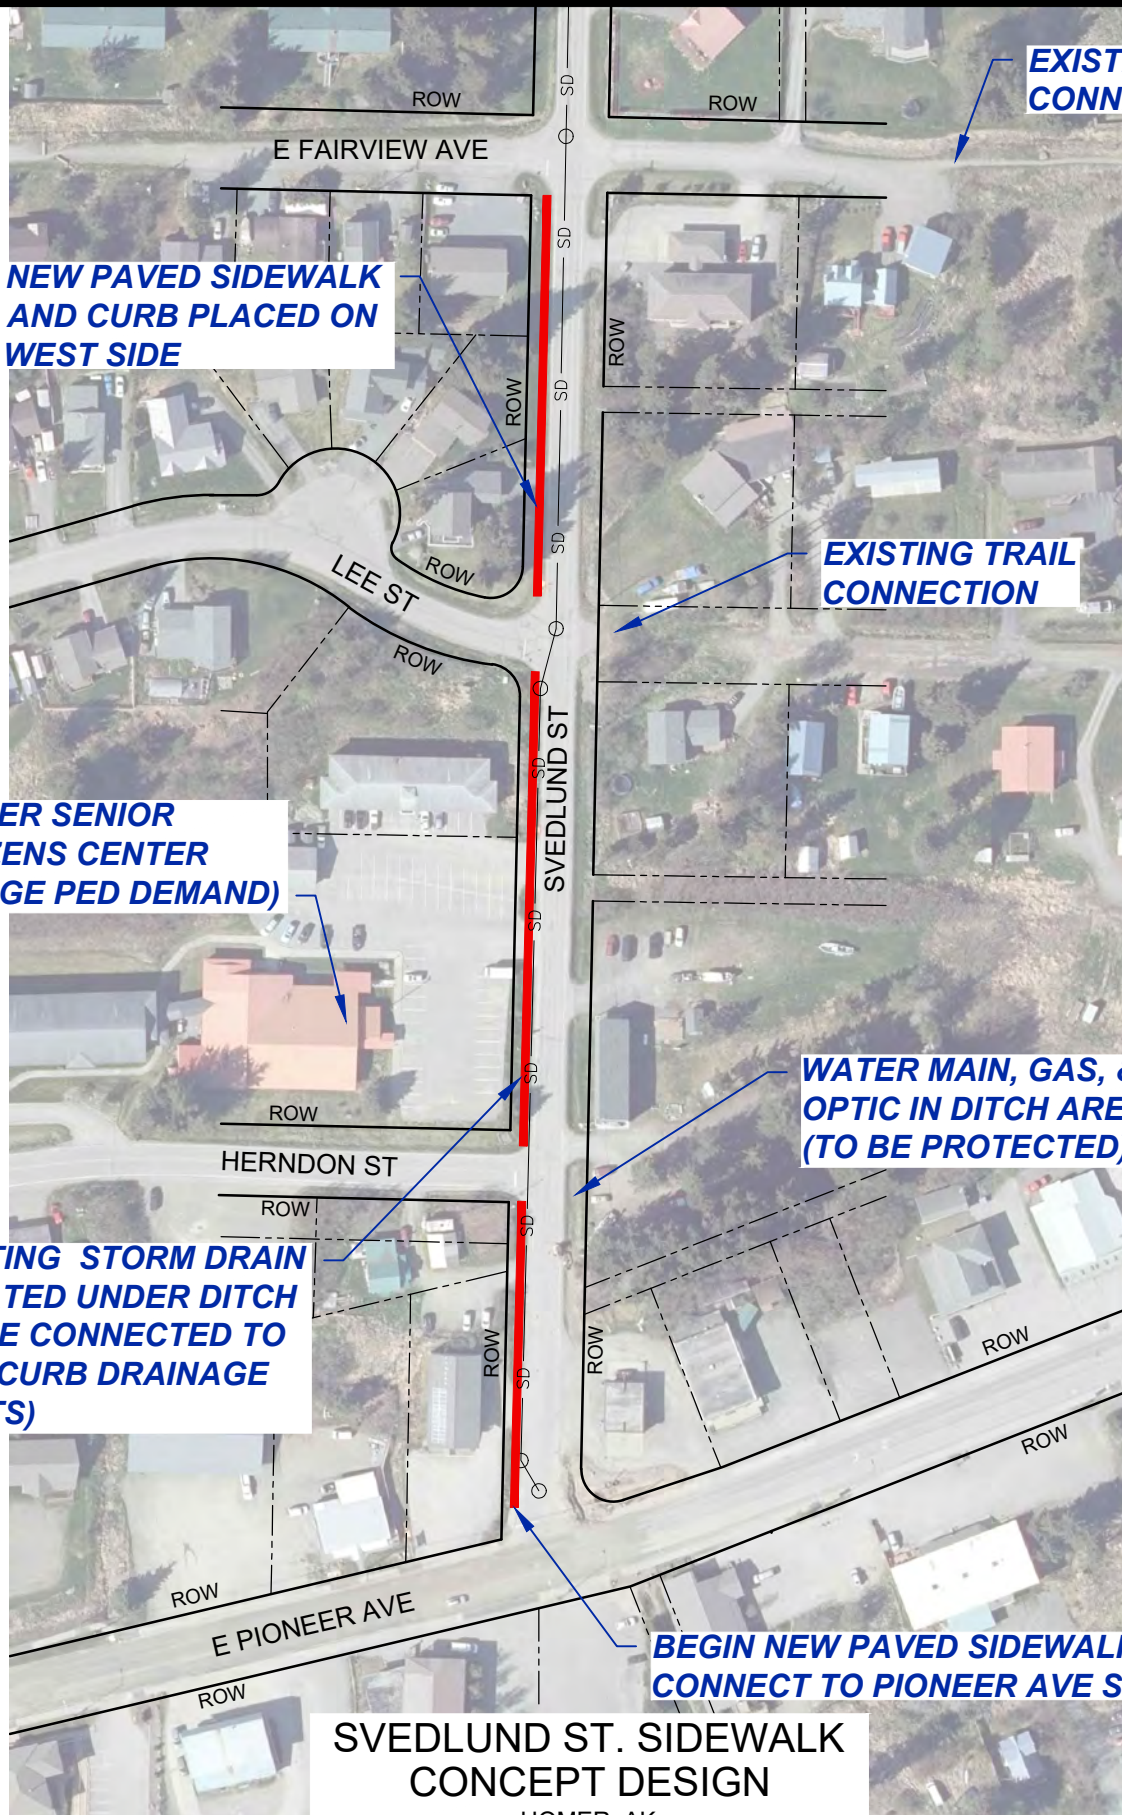 ROW
ROW
SD
EXIST
CONN
E FAIRVIEW AVE
SD
NEW PAVED SIDEWALK
AND CURB PLACED ON
WEST SIDE
ROW
ROW
SD
SD
EXISTING TRAIL
CONNECTION
LEE ST
ROW
ROW
SD
SVEDLUND ST
ER SENIOR
ENS CENTER
GE PED DEMAND)
SD
SD
WATER MAIN, GAS, &
OPTIC IN DITCH ARE
(TO BE PROTECTED)
ROW
HERNDON ST
ROW
SD
TING STORM DRAIN
TED UNDER DITCH
E CONNECTED TO
CURB DRAINAGE
TS)
ROW
ROW
SD
ROW
ROW
ROW
E PIONEER AVE
ROW
BEGIN NEW PAVED SIDEWALK
CONNECT TO PIONEER AVE S
SVEDLUND ST. SIDEWALK
CONCEPT DESIGN
HOMER, AK